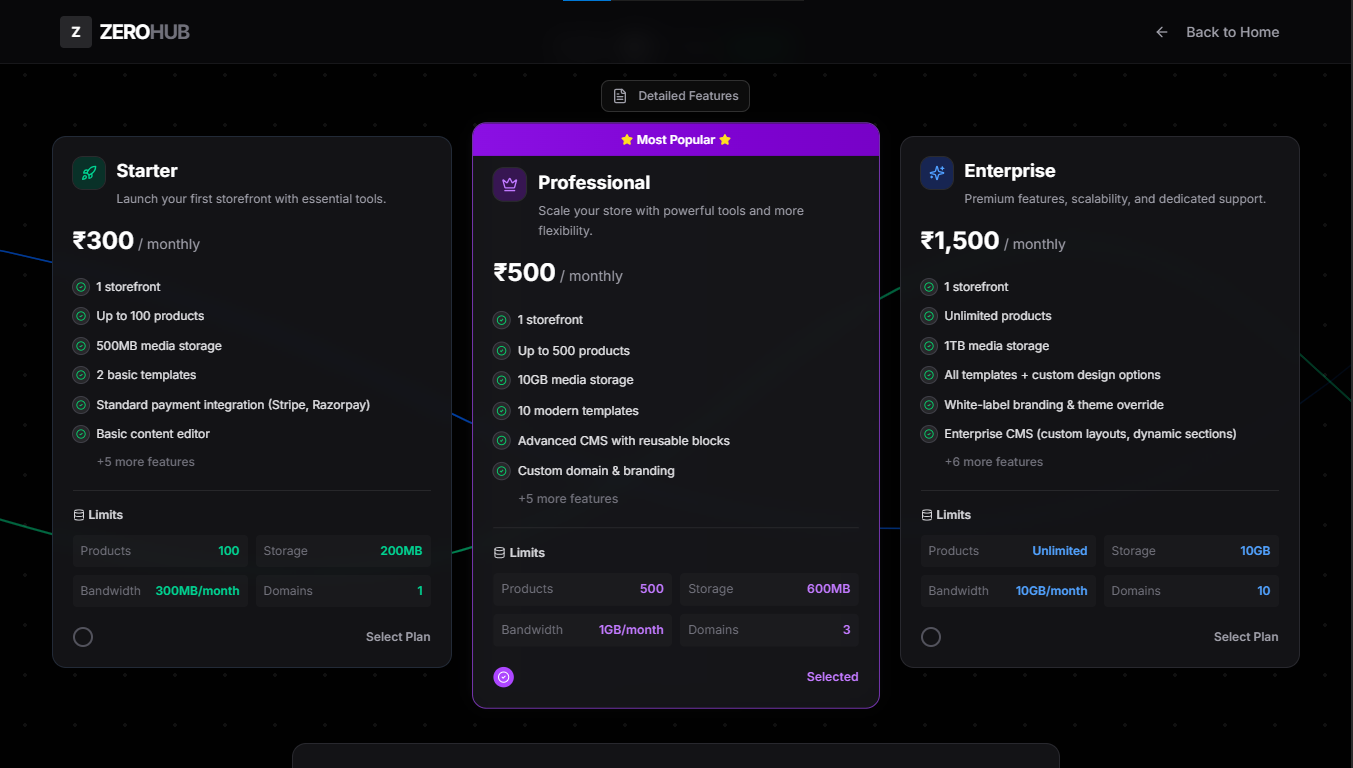 Z ZEROHUB
Back to Home
Detailed Features
Starter
Launch your first storefront with essential tools.
₹300 / monthly
1 storefront
Up to 100 products
500MB media storage
2 basic templates
Standard payment integration (Stripe, Razorpay)
Basic content editor
+5 more features
Limits
Products 100
Storage 200MB
Bandwidth 300MB/month
Domains 1
Select Plan
⭐ Most Popular ⭐
Professional
Scale your store with powerful tools and more
flexibility.
₹500 / monthly
1 storefront
Up to 500 products
10GB media storage
10 modern templates
Advanced CMS with reusable blocks
Custom domain & branding
+5 more features
Limits
Products 500
Storage 600MB
Bandwidth 1GB/month
Domains 3
Selected
Enterprise
Premium features, scalability, and dedicated support.
₹1,500 / monthly
1 storefront
Unlimited products
1TB media storage
All templates + custom design options
White-label branding & theme override
Enterprise CMS (custom layouts, dynamic sections)
+6 more features
Limits
Products Unlimited
Storage 10GB
Bandwidth 10GB/month
Domains 10
Select Plan